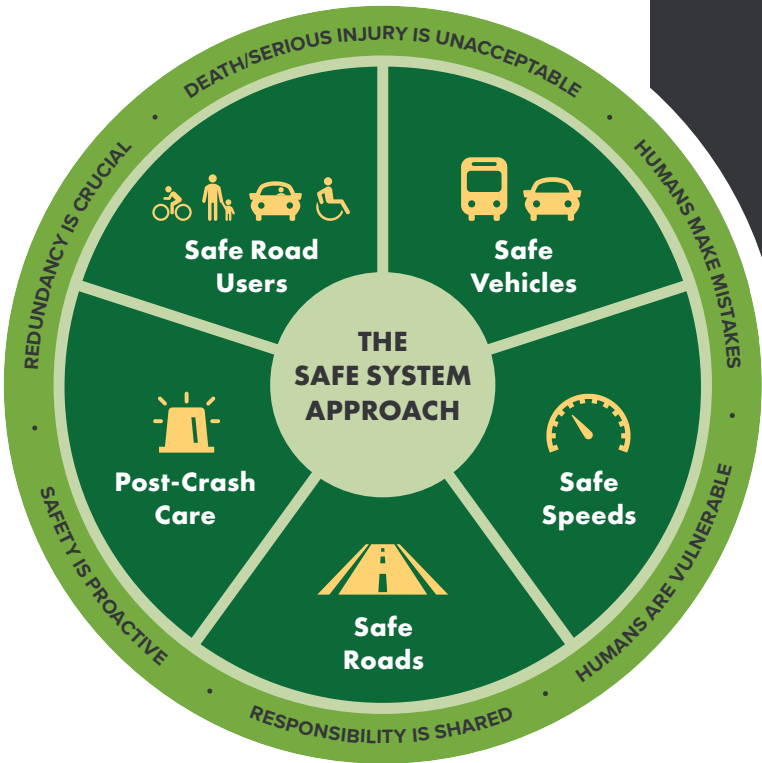 DEATH/SERIOUS INJURY IS UNACCEPTABLE
HUMANS MAKE MISTAKES
HUMANS ARE VULNERABLE
RESPONSIBILITY IS SHARED
SAFETY IS PROACTIVE
REDUNDANCY IS CRUCIAL
Safe Road
Users
Safe
Vehicles
THE
SAFE SYSTEM
APPROACH
Safe
Speeds
Safe
Roads
Post-Crash
Care